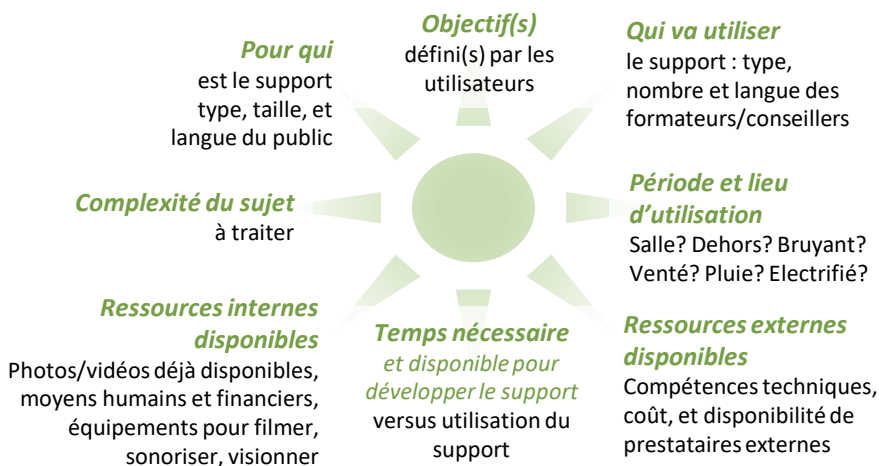 Objectif(s)
défini(s) par les
utilisateurs
Pour qui
est le support
type, taille, et
langue du public
Qui va utiliser
le support : type,
nombre et langue des
formateurs/conseillers
Complexité du sujet
à traiter
Période et lieu
d’utilisation
Salle? Dehors? Bruyant?
Venté? Pluie? Electrifié?
Ressources internes
disponibles
Photos/vidéos déjà disponibles,
moyens humains et financiers,
équipements pour filmer,
sonoriser, visionner
Temps nécessaire
et disponible pour
développer le support
versus utilisation du
support
Ressources externes
disponibles
Compétences techniques,
coût, et disponibilité de
prestataires externes